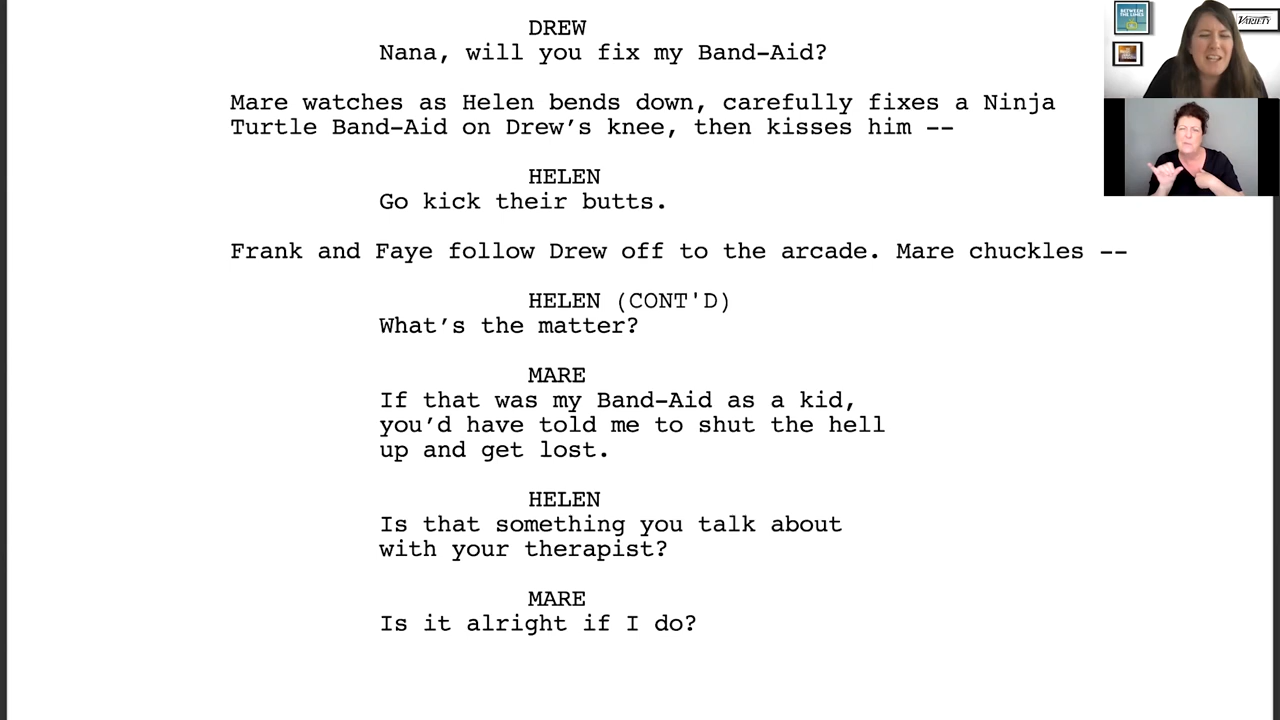 DREW
Nana, will you fix my Band-Aid?
Mare watches as Helen bends down, carefully fixes a Ninja
Turtle Band-Aid on Drew’s knee, then kisses him --
HELEN
Go kick their butts.
Frank and Faye follow Drew off to the arcade. Mare chuckles --
HELEN (CONT'D)
What’s the matter?
MARE
If that was my Band-Aid as a kid,
you’d have told me to shut the hell
up and get lost.
HELEN
Is that something you talk about
with your therapist?
MARE
Is it alright if I do?
BETWEEN
THE LINES
VARIETY